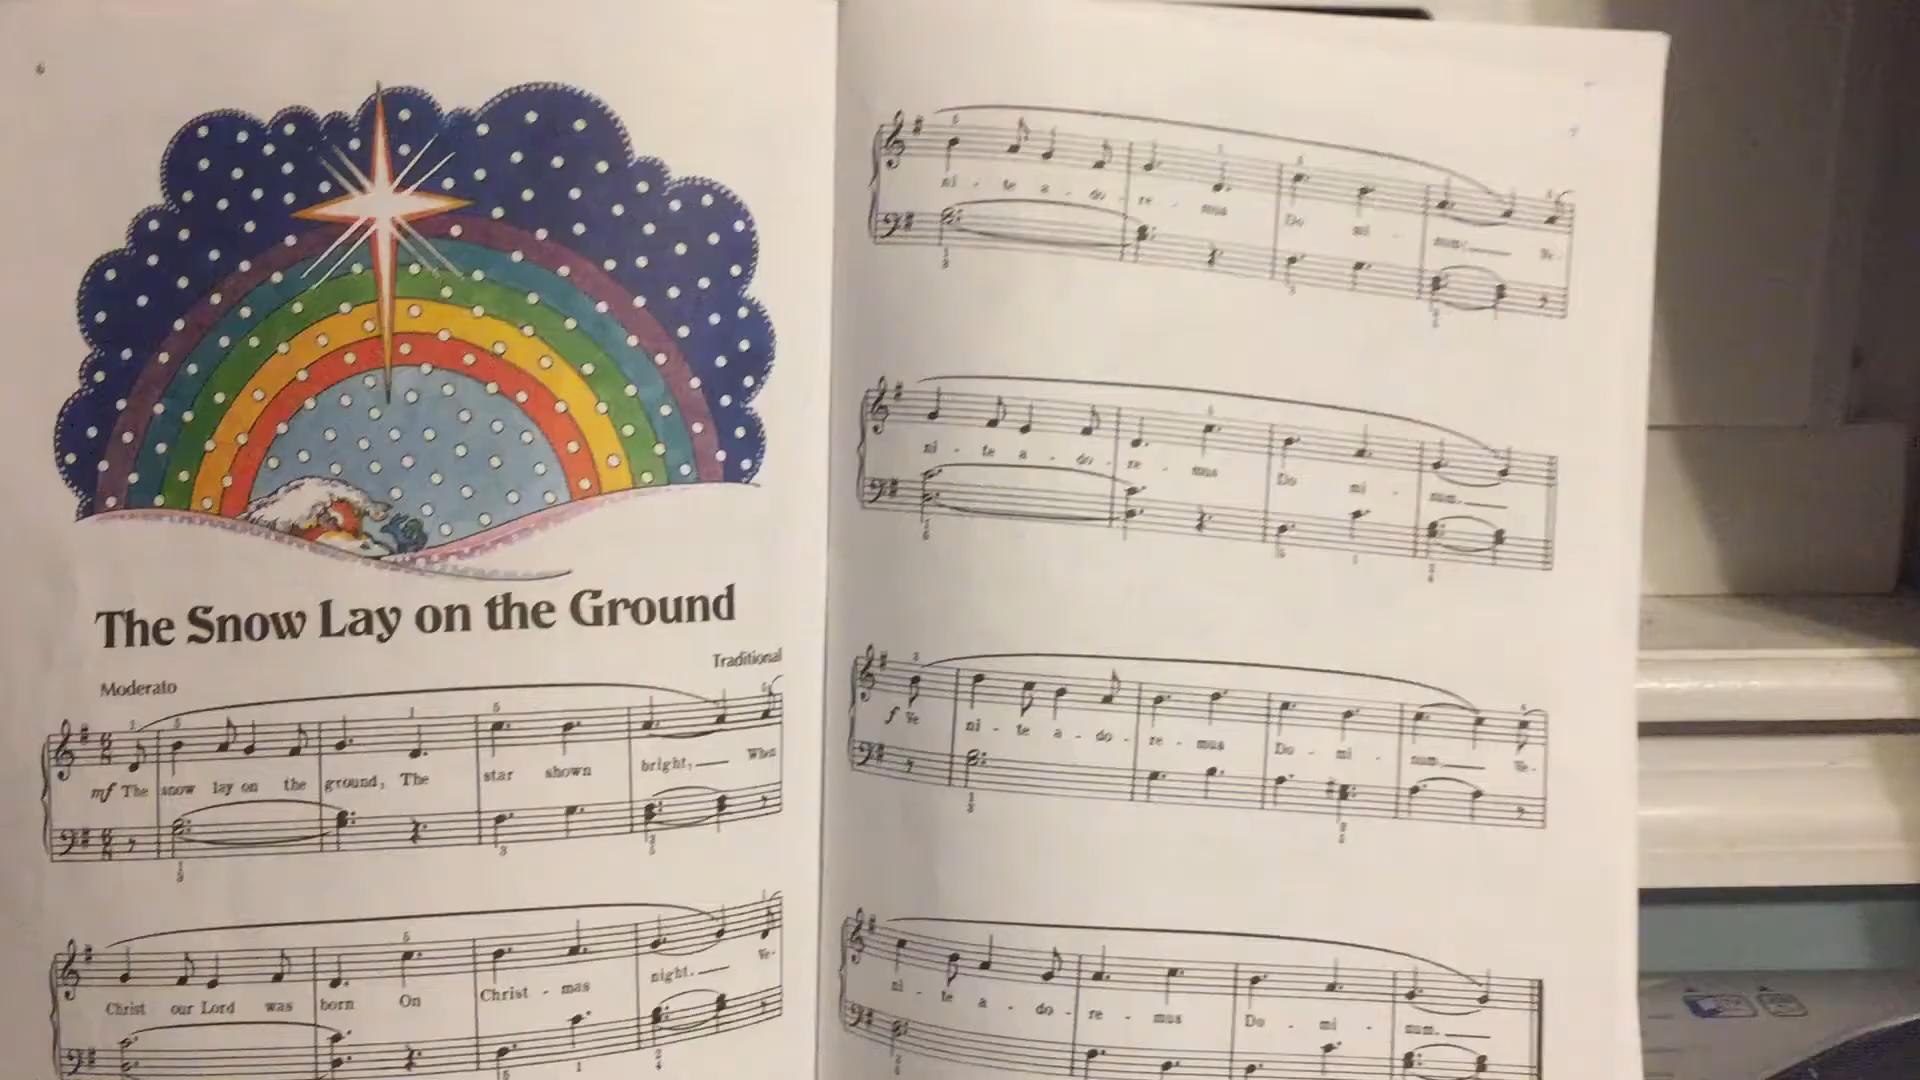 6
The Snow Lay on the Ground
Traditional
Moderato
mf The snow lay on the ground, The star shown bright, When
Christ our Lord was born On Christ - mas night. Ve-
7
ni - te a - do - re - mus Do mi - num; Ve-
ni - te a - do - re - mus Do mi - num.
f Ve ni - te a - do - re - mus Do - mi - num. Ve-
ni - te a - do - re - mus Do - mi - num.